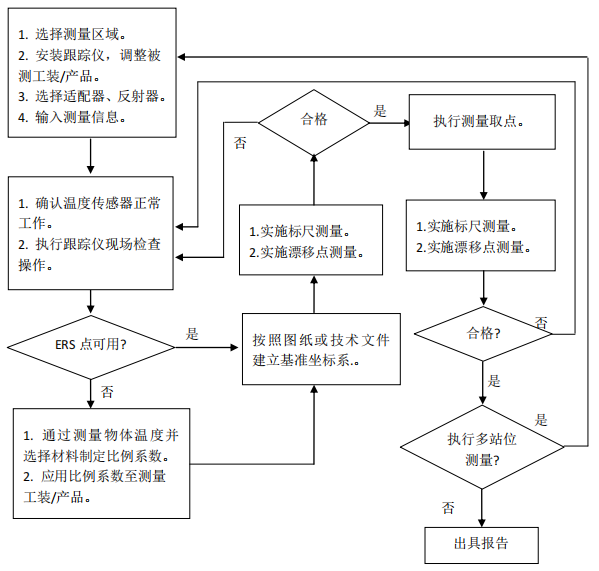 1. 选择测量区域。
2. 安装跟踪仪，调整被
测工装/产品。
3. 选择适配器、反射器。
4. 输入测量信息。
合格
是
执行测量取点。
否
1. 确认温度传感器正常
工作。
2. 执行跟踪仪现场检查
操作。
1.实施标尺测量。
2.实施漂移点测量。
1.实施标尺测量。
2.实施漂移点测量。
ERS 点可用?
是
按照图纸或技术文件
建立基准坐标系.。
合格?
否
否
是
1. 通过测量物体温度并
选择材料制定比例系数。
2. 应用比例系数至测量
工装/产品。
执行多站位
测量?
是
否
出具报告